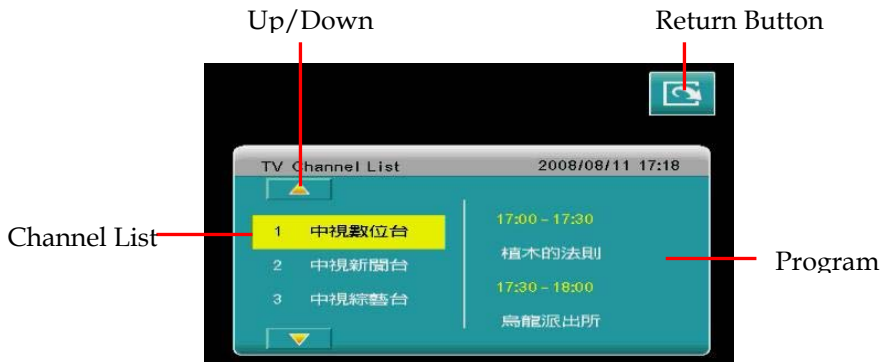 Up/Down
Return Button
TV Channel List 2008/08/11 17:18
Channel List
1 中視數位台
2 中視新聞台
3 中視綜藝台
17:00 – 17:30
植木的法則
17:30 – 18:00
烏龍派出所
Program